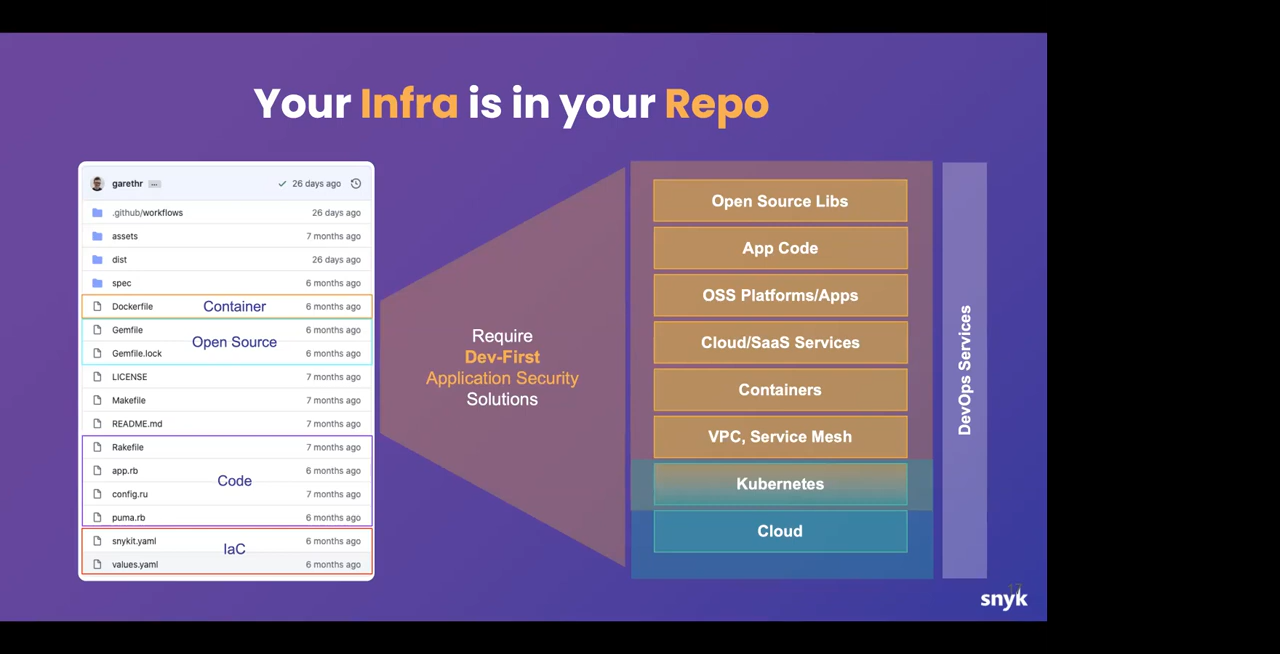 Your Infra is in your Repo
garethr ... ✓ 26 days ago
.github/workflows 26 days ago
assets 7 months ago
dist 26 days ago
spec 6 months ago
Dockerfile Container 6 months ago
Gemfile 6 months ago
Open Source
Gemfile.lock 6 months ago
LICENSE 7 months ago
Makefile 7 months ago
README.md 7 months ago
Rakefile 7 months ago
app.rb 6 months ago
Code
config.ru 7 months ago
puma.rb 6 months ago
snykit.yaml 6 months ago
IaC
values.yaml 6 months ago
Require
Dev-First
Application Security
Solutions
Open Source Libs
App Code
OSS Platforms/Apps
Cloud/SaaS Services
Containers
VPC, Service Mesh
Kubernetes
Cloud
DevOps Services
17
snyk